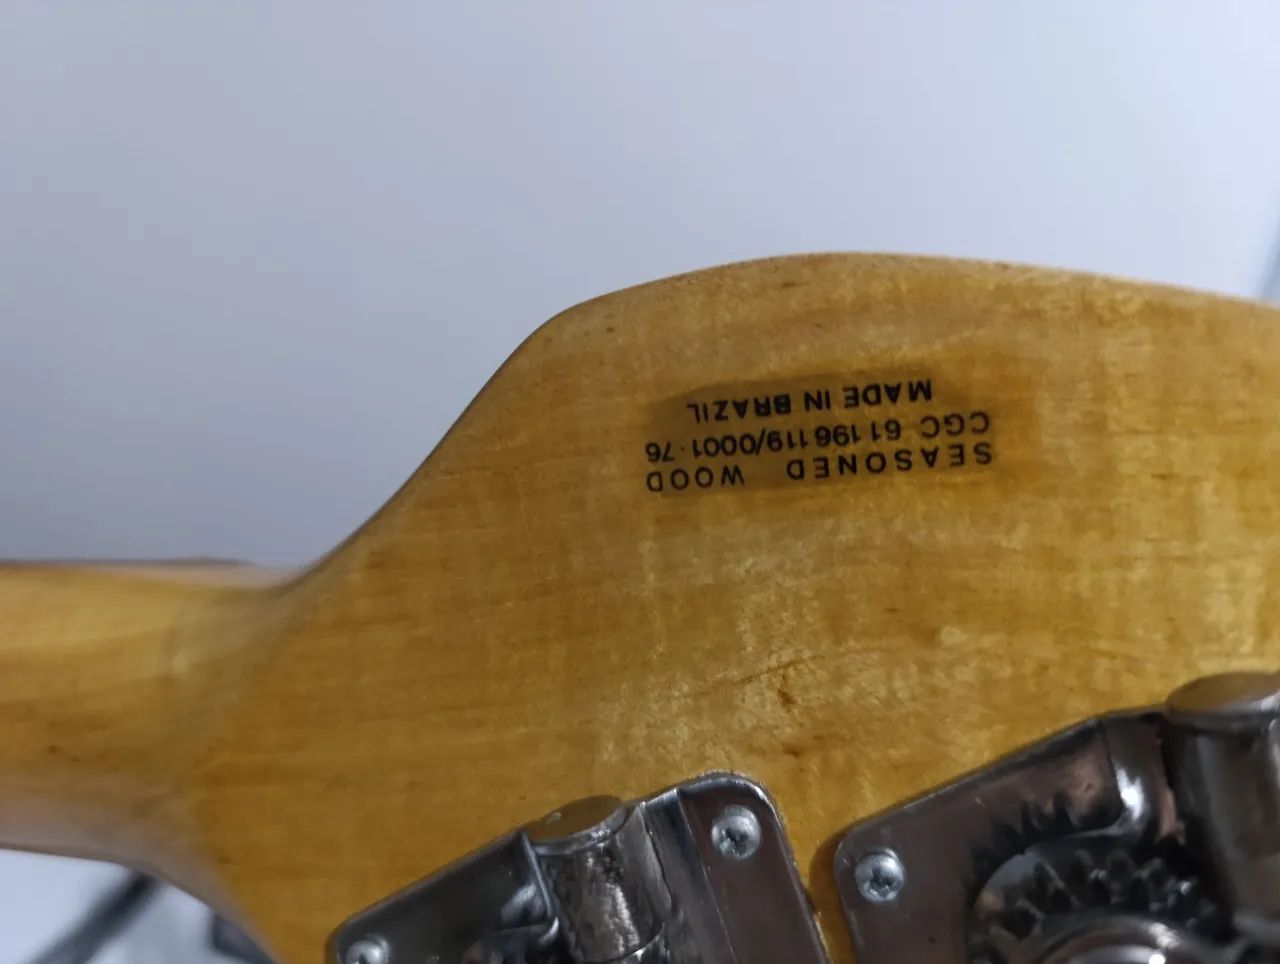 SEASONED WOOD
CGC 61 196 119/0001-76
MADE IN BRAZIL